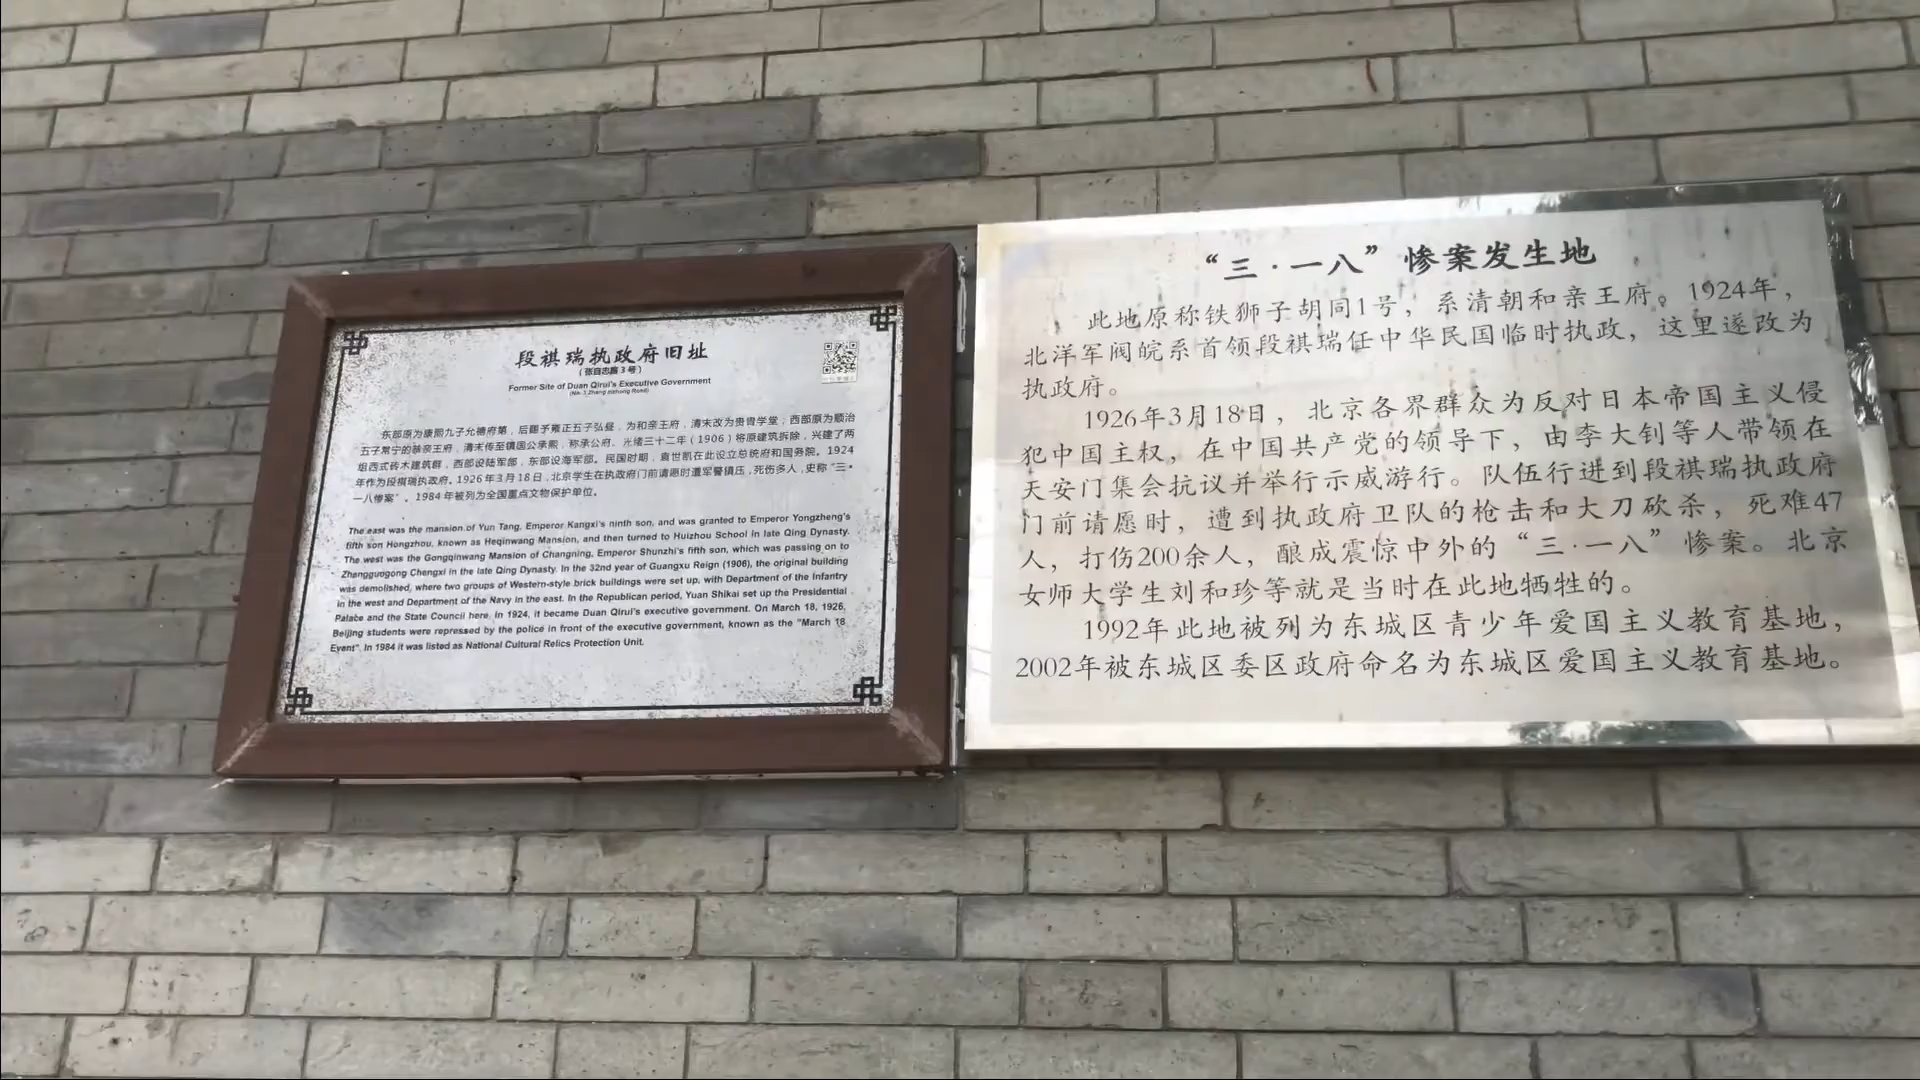 段祺瑞执政府旧址
（张自忠路3号）
Former Site of Duan Qirui's Executive Government
(No. 3 Zhang zizhong Road)
东部原为康熙九子允禟府第，后赐予雍正五子弘昼，为和亲王府，清末改为贵胄学堂；西部原为顺治
五子常宁的恭亲王府，清末传至镇国公承熙，称承公府。光绪三十二年（1906）将原建筑拆除，兴建了两
组西式砖木建筑群，西部设陆军部，东部设海军部。民国时期，袁世凯在此设立总统府和国务院。1924
年作为段祺瑞执政府。1926年3月18日，北京学生在执政府门前请愿时遭军警镇压，死伤多人，史称“三·
一八惨案”。1984年被列为全国重点文物保护单位。
The east was the mansion of Yun Tang, Emperor Kangxi's ninth son, and was granted to Emperor Yongzheng's
fifth son Hongzhou, known as Heqinwang Mansion, and then turned to Huizhou School in late Qing Dynasty.
The west was the Gongqinwang Mansion of Changning, Emperor Shunzhi's fifth son, which was passing on to
Zhengguogong Chengxi in the late Qing Dynasty. In the 32nd year of Guangxu Reign (1906), the original building
was demolished, where two groups of Western-style brick buildings were set up, with Department of the Infantry
in the west and Department of the Navy in the east. In the Republican period, Yuan Shikai set up the Presidential
Palace and the State Council here. In 1924, it became Duan Qirui's executive government. On March 18, 1926,
Beijing students were repressed by the police in front of the executive government, known as the "March 18
Event". In 1984 it was listed as National Cultural Relics Protection Unit.
“三·一八”惨案发生地
此地原称铁狮子胡同1号，系清朝和亲王府。1924年，
北洋军阀皖系首领段祺瑞任中华民国临时执政，这里遂改为
执政府。
1926年3月18日，北京各界群众为反对日本帝国主义侵
犯中国主权，在中国共产党的领导下，由李大钊等人带领在
天安门集会抗议并举行示威游行。队伍行进到段祺瑞执政府
门前请愿时，遭到执政府卫队的枪击和大刀砍杀，死难47
人，打伤200余人，酿成震惊中外的“三·一八”惨案。北京
女师大学生刘和珍等就是当时在此地牺牲的。
1992年此地被列为东城区青少年爱国主义教育基地，
2002年被东城区委区政府命名为东城区爱国主义教育基地。